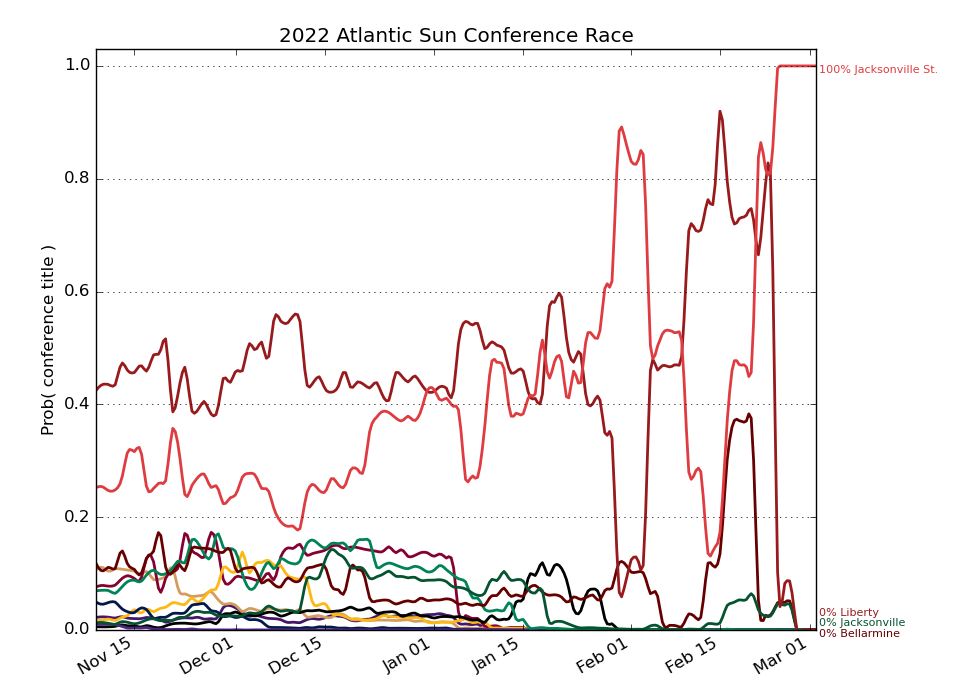 2022 Atlantic Sun Conference Race
Prob( conference title )
1.0
0.8
0.6
0.4
0.2
0.0
Nov 15
Dec 01
Dec 15
Jan 01
Jan 15
Feb 01
Feb 15
Mar 01
100% Jacksonville St.
0% Liberty
0% Jacksonville
0% Bellarmine